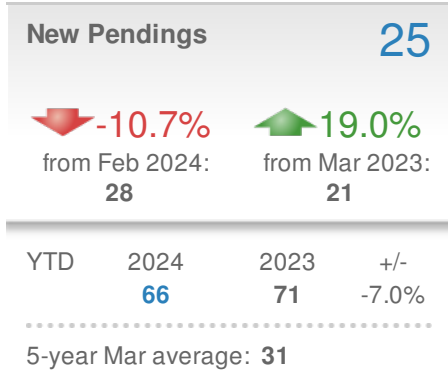 New Pendings 25
-10.7% 19.0%
from Feb 2024: from Mar 2023:
28 21
YTD 2024 2023 +/-
66 71 -7.0%
5-year Mar average: 31